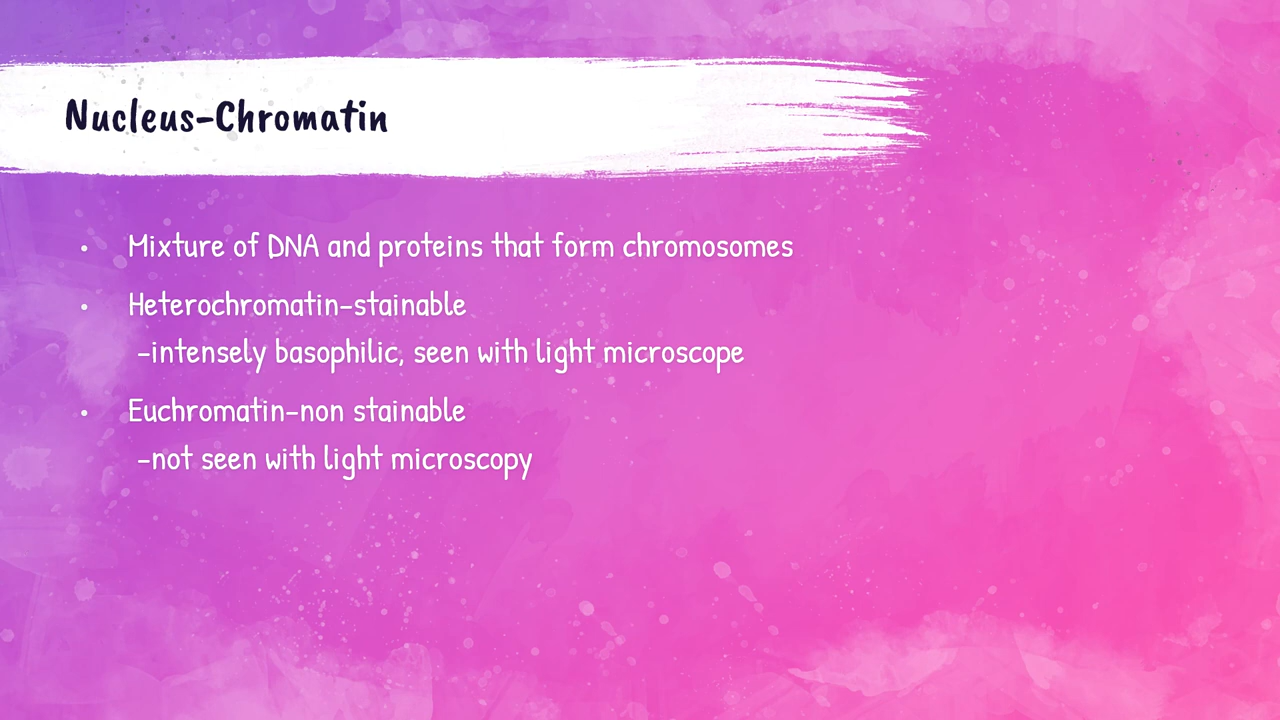 Nucleus-Chromatin
• Mixture of DNA and proteins that form chromosomes
• Heterochromatin-stainable
-intensely basophilic, seen with light microscope
• Euchromatin-non stainable
-not seen with light microscopy